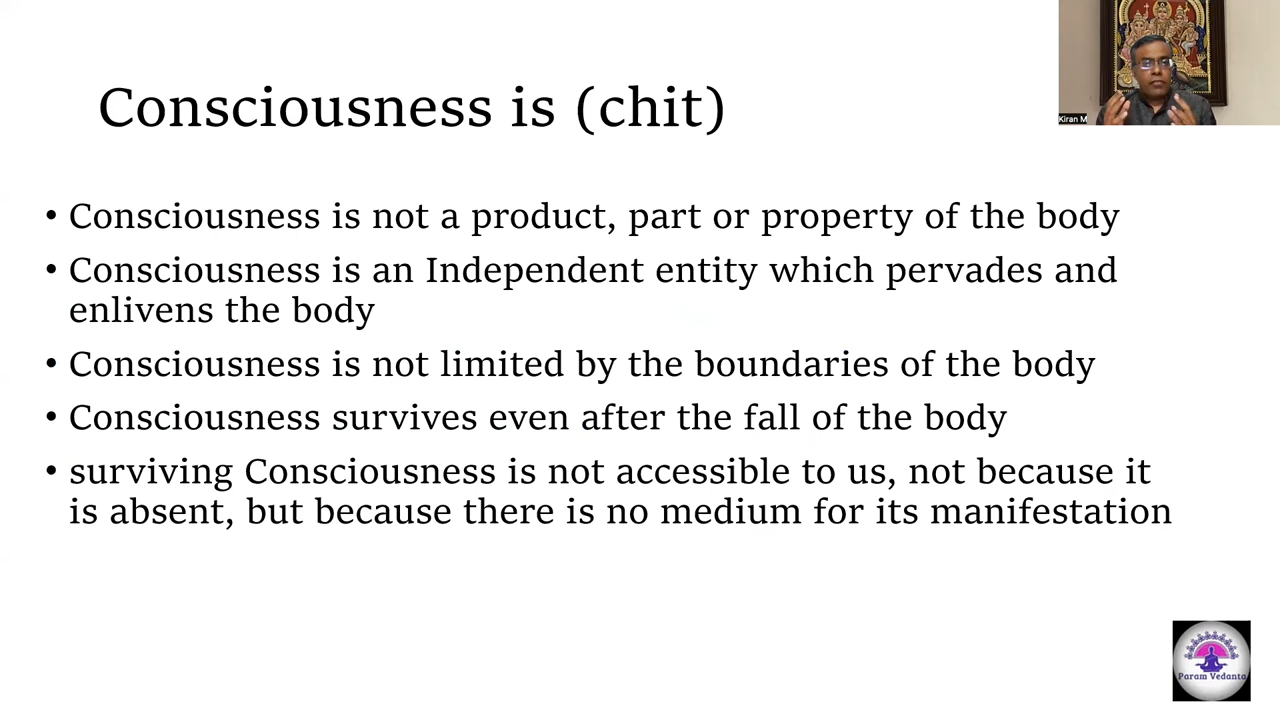 Consciousness is (chit)
Kiran M
• Consciousness is not a product, part or property of the body
• Consciousness is an Independent entity which pervades and
enlivens the body
• Consciousness is not limited by the boundaries of the body
• Consciousness survives even after the fall of the body
• surviving Consciousness is not accessible to us, not because it
is absent, but because there is no medium for its manifestation
Param Vedanta